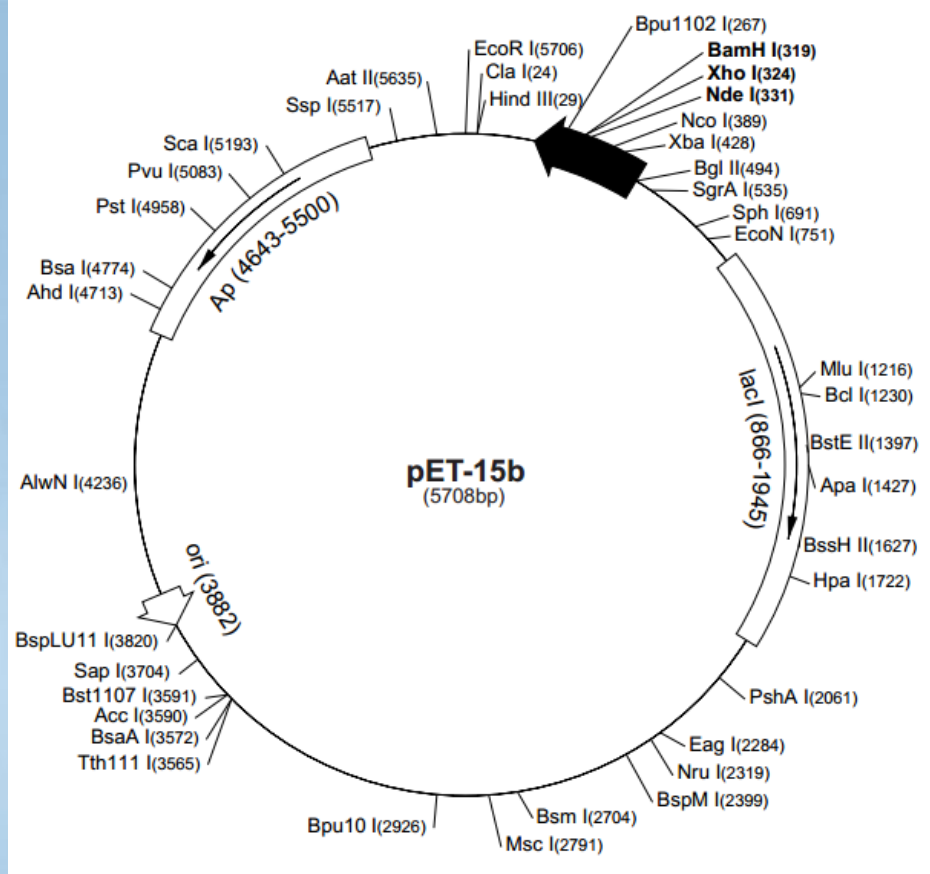 Bpu1102 I(267)
BamH I(319)
Xho I(324)
Nde I(331)
Nco I(389)
Xba I(428)
Bgl II(494)
SgrA I(535)
Sph I(691)
EcoN I(751)
EcoR I(5706)
Cla I(24)
Hind III(29)
Aat II(5635)
Ssp I(5517)
Sca I(5193)
Pvu I(5083)
Pst I(4958)
Bsa I(4774)
Ahd I(4713)
Ap (4643-5500)
lacI (866-1945)
Mlu I(1216)
Bcl I(1230)
BstE II(1397)
Apa I(1427)
BssH II(1627)
Hpa I(1722)
pET-15b
(5708bp)
AlwN I(4236)
ori (3882)
BspLU11 I(3820)
Sap I(3704)
Bst1107 I(3591)
Acc I(3590)
BsaA I(3572)
Tth111 I(3565)
PshA I(2061)
Eag I(2284)
Nru I(2319)
BspM I(2399)
Bsm I(2704)
Msc I(2791)
Bpu10 I(2926)